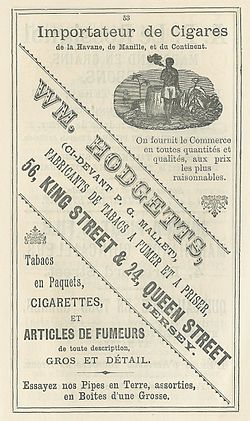 53
Importateur de Cigares
de la Havane, de Manille, et du Continent.
On fournit le Commerce
en toutes quantités et
qualités, aux prix
les plus
raisonnables.
WM. HODGETTS,
(CI-DEVANT P. G. MALLET),
FABRICANTS DE TABACS A FUMER ET A PRISER,
56, KING STREET & 24, QUEEN STREET
JERSEY.
Tabacs
en Paquets,
CIGARETTES,
ET
ARTICLES DE FUMEURS
de toute description,
GROS ET DÉTAIL.
Essayez nos Pipes en Terre, assorties,
en Boîtes d'une Grosse.